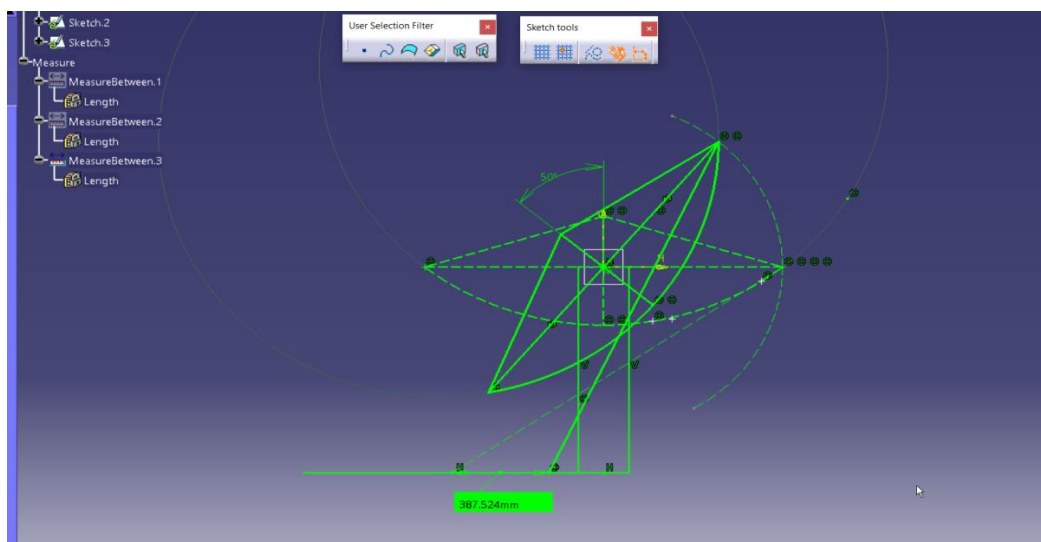 Sketch.2
Sketch.3
Measure
MeasureBetween.1
Length
MeasureBetween.2
Length
MeasureBetween.3
Length
User Selection Filter
Sketch tools
50°
H
V
V
H
H
387.524mm